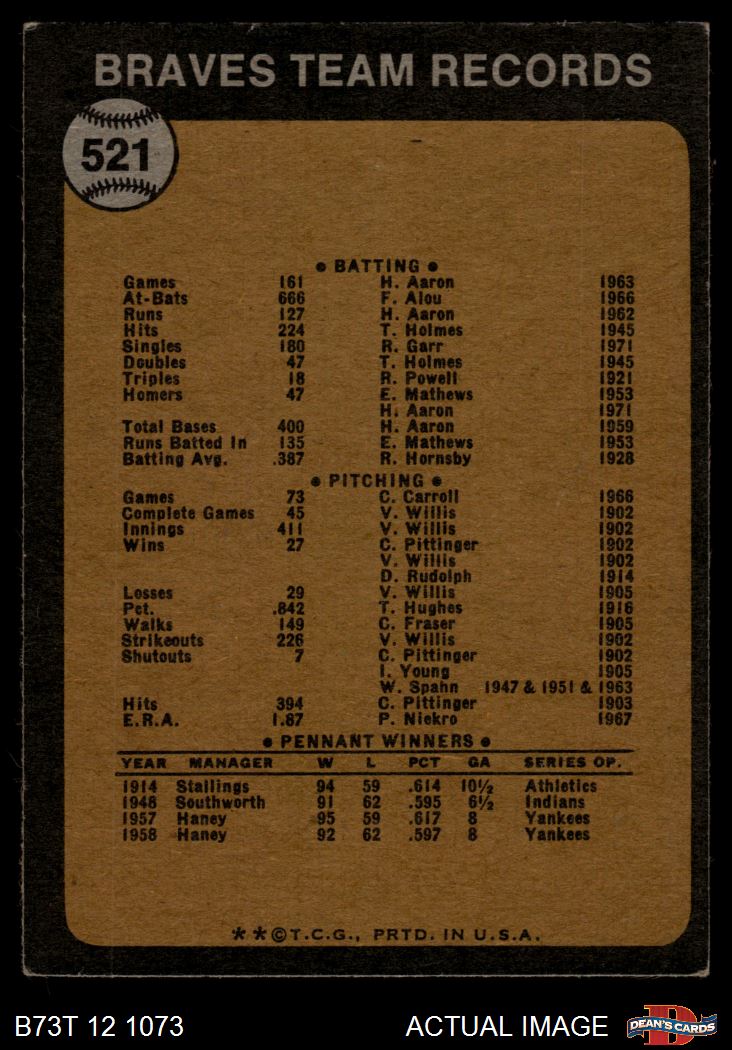 BRAVES TEAM RECORDS
521
• BATTING •
Games 161 H. Aaron 1963
At-Bats 666 F. Alou 1966
Runs 127 H. Aaron 1962
Hits 224 T. Holmes 1945
Singles 180 R. Garr 1971
Doubles 47 T. Holmes 1945
Triples 18 R. Powell 1921
Homers 47 E. Mathews 1953
H. Aaron 1971
Total Bases 400 H. Aaron 1959
Runs Batted In 135 E. Mathews 1953
Batting Avg. .387 R. Hornsby 1928
• PITCHING •
Games 73 C. Carroll 1966
Complete Games 45 V. Willis 1902
Innings 411 V. Willis 1902
Wins 27 C. Pittinger 1902
V. Willis 1902
D. Rudolph 1914
Losses 29 V. Willis 1905
Pct. .842 T. Hughes 1916
Walks 149 C. Fraser 1905
Strikeouts 226 V. Willis 1902
Shutouts 7 C. Pittinger 1902
I. Young 1905
W. Spahn 1947 & 1951 & 1963
Hits 394 C. Pittinger 1903
E.R.A. 1.87 P. Niekro 1967
• PENNANT WINNERS •
YEAR MANAGER W L PCT GA SERIES OP.
1914 Stallings 94 59 .614 10½ Athletics
1948 Southworth 91 62 .595 6½ Indians
1957 Haney 95 59 .617 8 Yankees
1958 Haney 92 62 .597 8 Yankees
**©T.C.G., PRTD. IN U.S.A.
B73T 12 1073 ACTUAL IMAGE DEAN'S CARDS